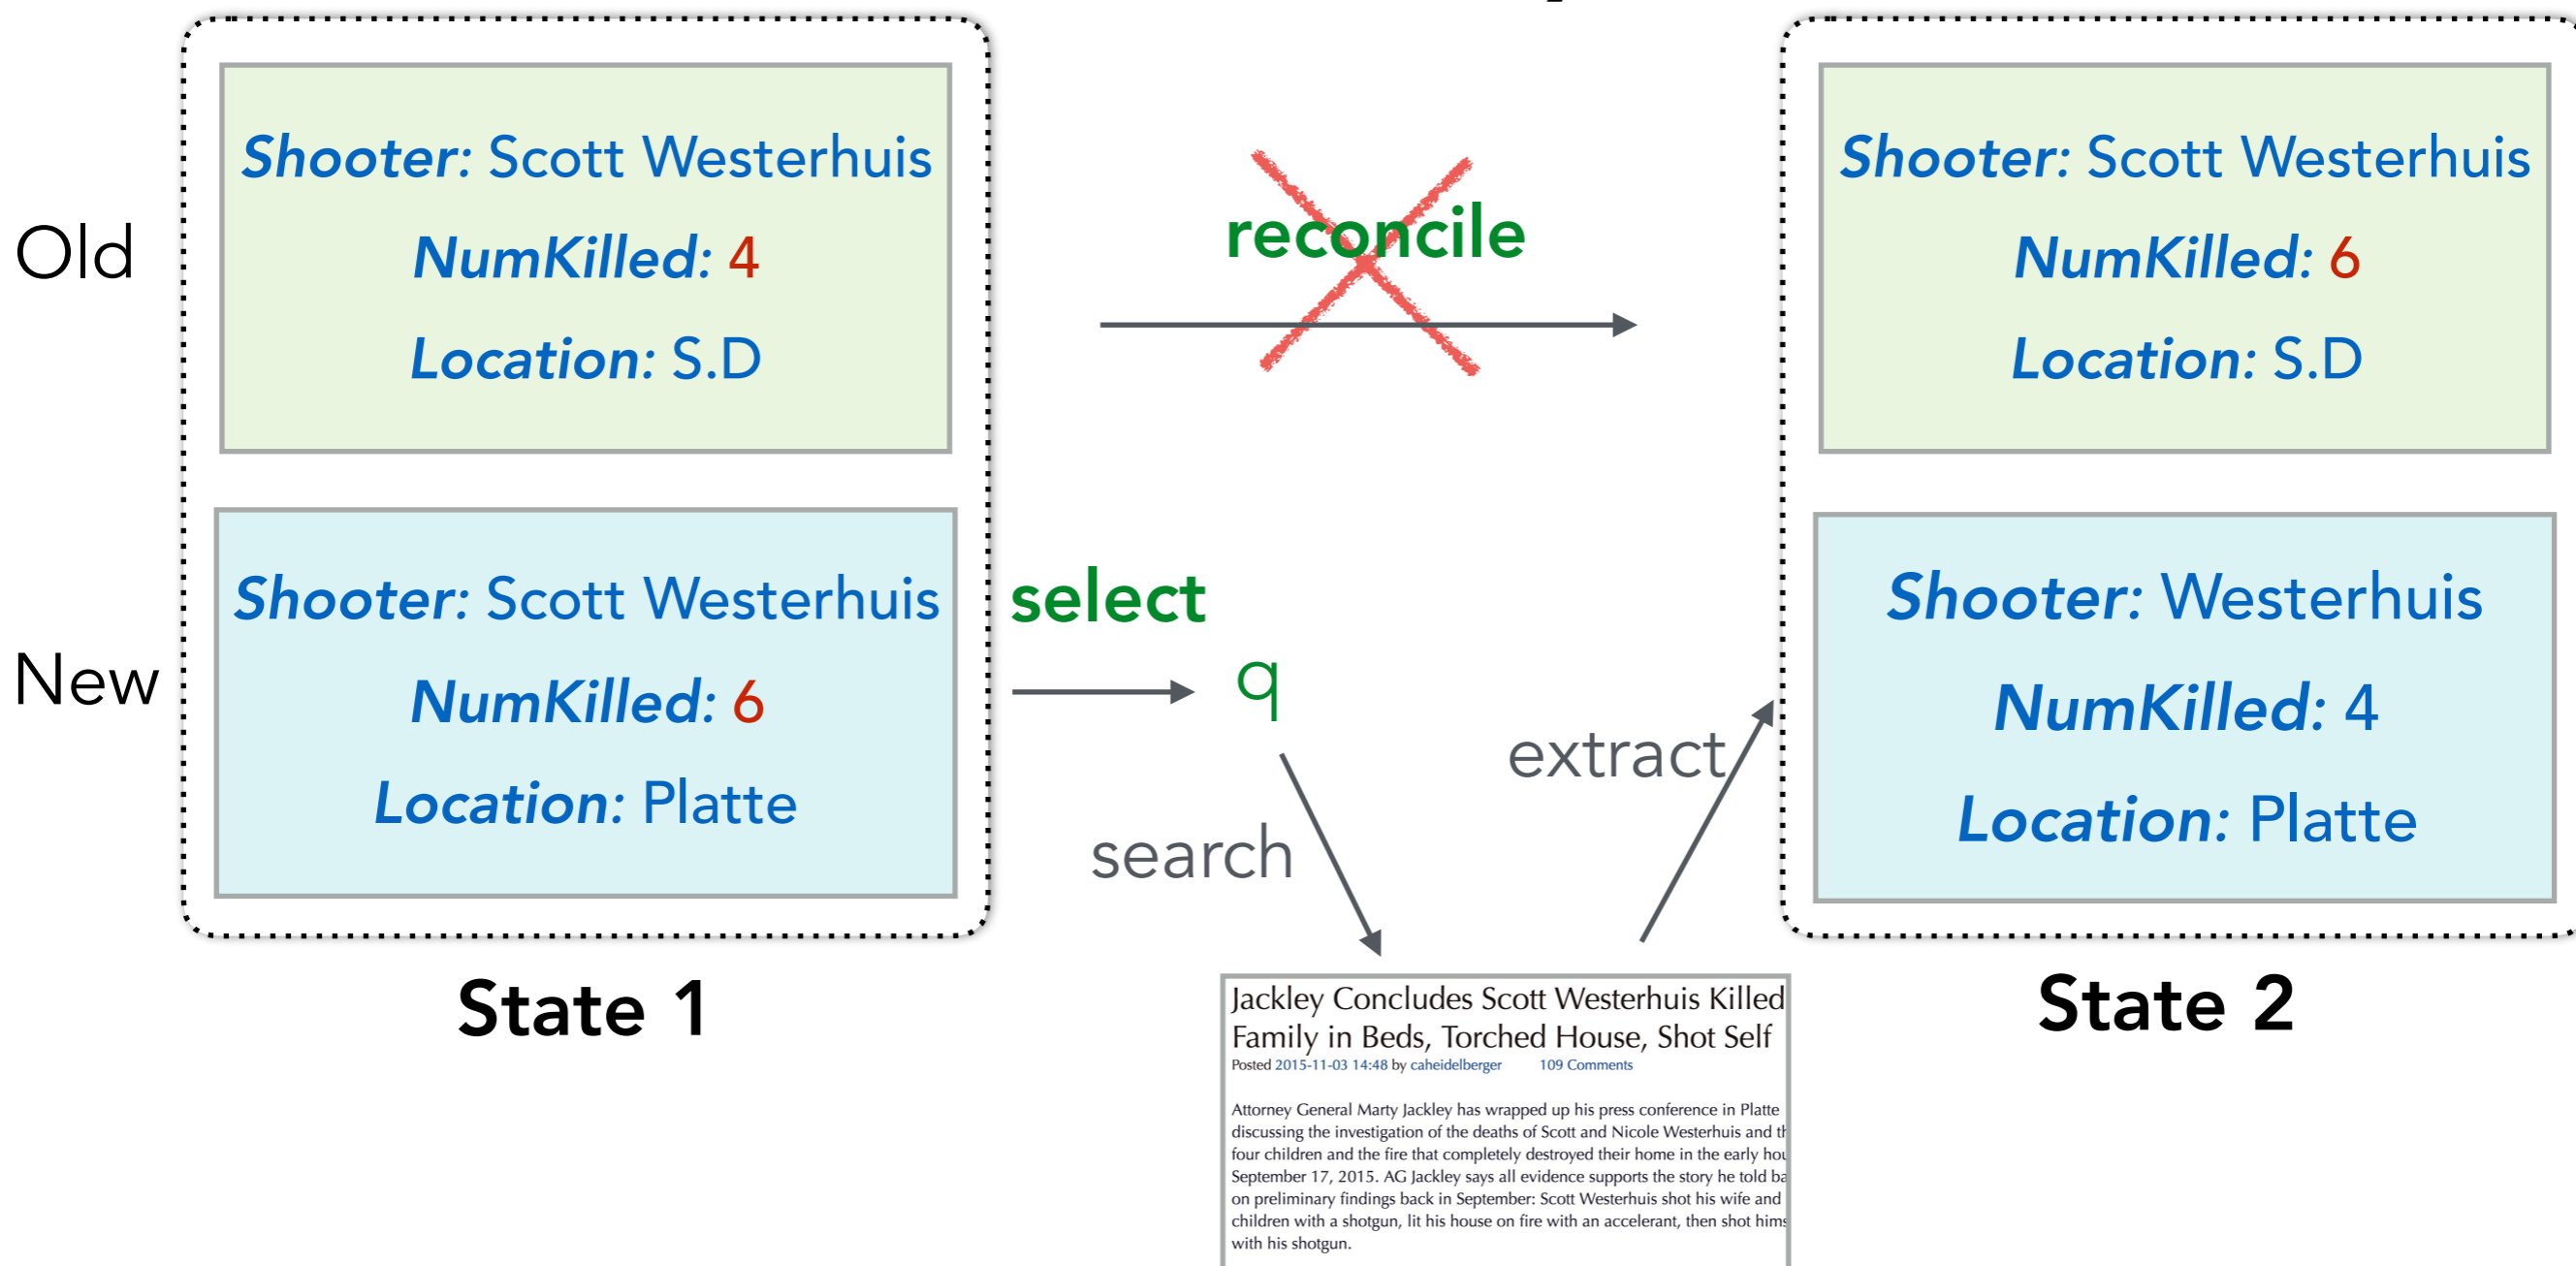 Old
Shooter: Scott Westerhuis
NumKilled: 4
Location: S.D
New
Shooter: Scott Westerhuis
NumKilled: 6
Location: Platte
State 1
reconcile
select
q
search
extract
Jackley Concludes Scott Westerhuis Killed
Family in Beds, Torched House, Shot Self
Posted 2015-11-03 14:48 by caheidelberger 109 Comments
Attorney General Marty Jackley has wrapped up his press conference in Platte
discussing the investigation of the deaths of Scott and Nicole Westerhuis and th
four children and the fire that completely destroyed their home in the early hou
September 17, 2015. AG Jackley says all evidence supports the story he told ba
on preliminary findings back in September: Scott Westerhuis shot his wife and
children with a shotgun, lit his house on fire with an accelerant, then shot hims
with his shotgun.
Shooter: Scott Westerhuis
NumKilled: 6
Location: S.D
Shooter: Westerhuis
NumKilled: 4
Location: Platte
State 2